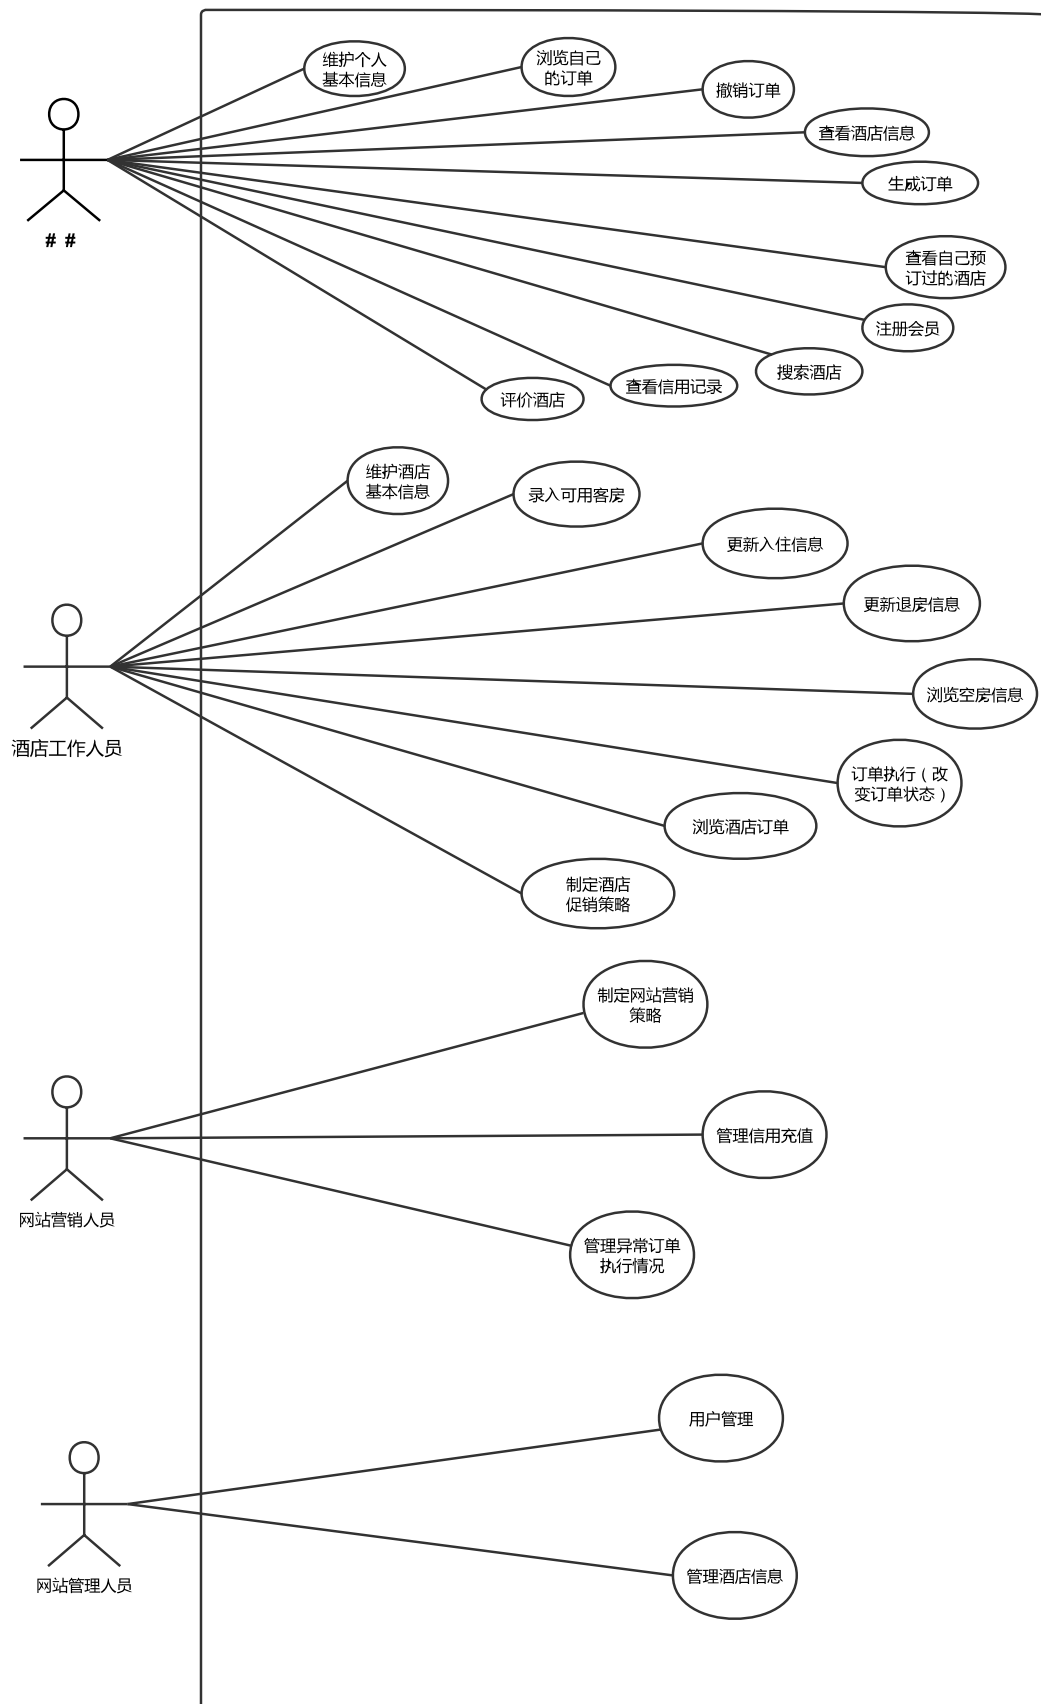 维护个人
基本信息
浏览自己
的订单
撤销订单
查看酒店信息
生成订单
# #
查看自己预
订过的酒店
注册会员
搜索酒店
查看信用记录
评价酒店
维护酒店
基本信息
录入可用客房
更新入住信息
更新退房信息
浏览空房信息
酒店工作人员
订单执行（改
变订单状态）
浏览酒店订单
制定酒店
促销策略
制定网站营销
策略
管理信用充值
网站营销人员
管理异常订单
执行情况
用户管理
管理酒店信息
网站管理人员